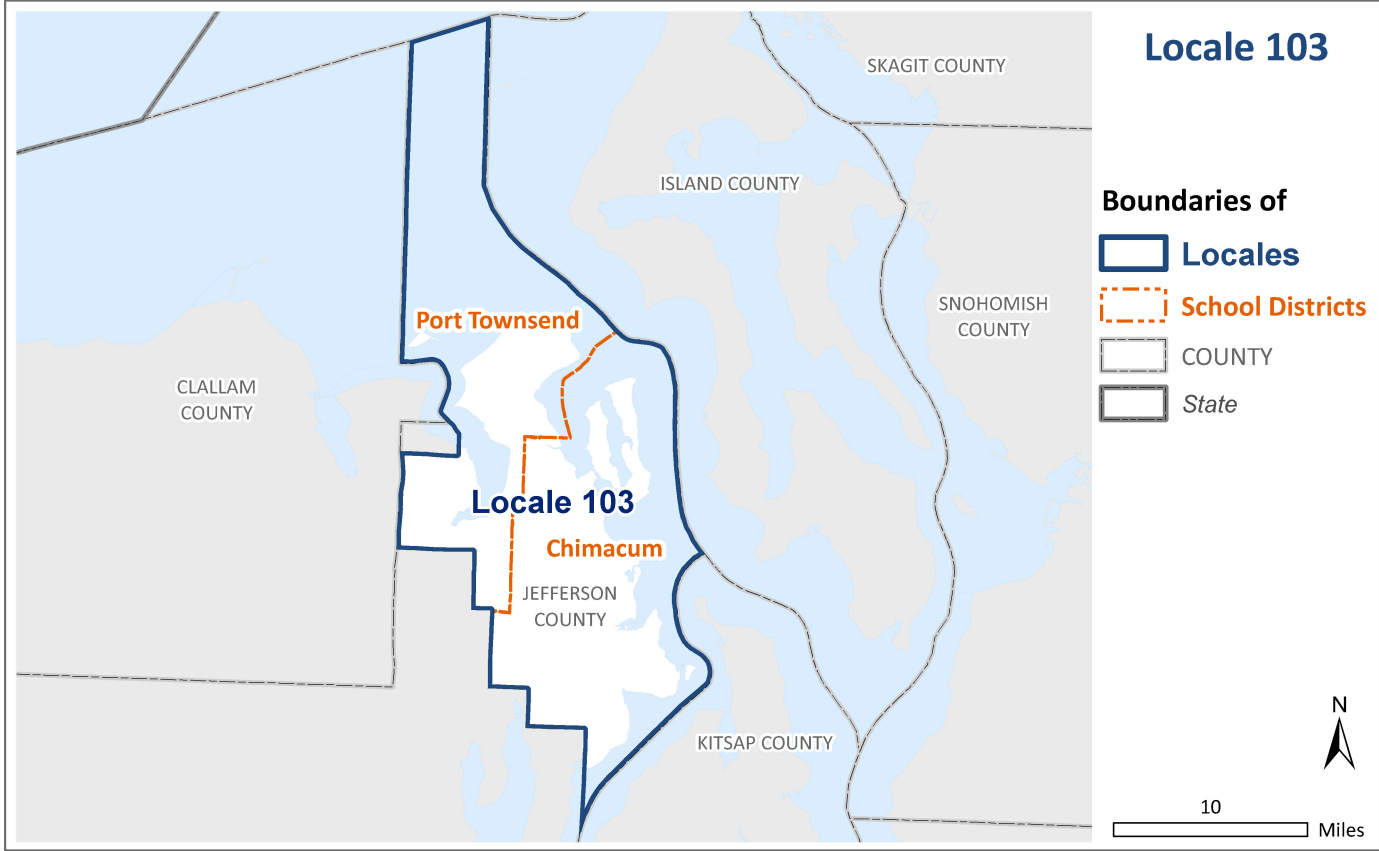 Locale 103
SKAGIT COUNTY
ISLAND COUNTY
Boundaries of
Locales
SNOHOMISH
COUNTY
School Districts
Port Townsend
COUNTY
CLALLAM
COUNTY
State
Locale 103
Chimacum
JEFFERSON
COUNTY
KITSAP COUNTY
N
10
Miles